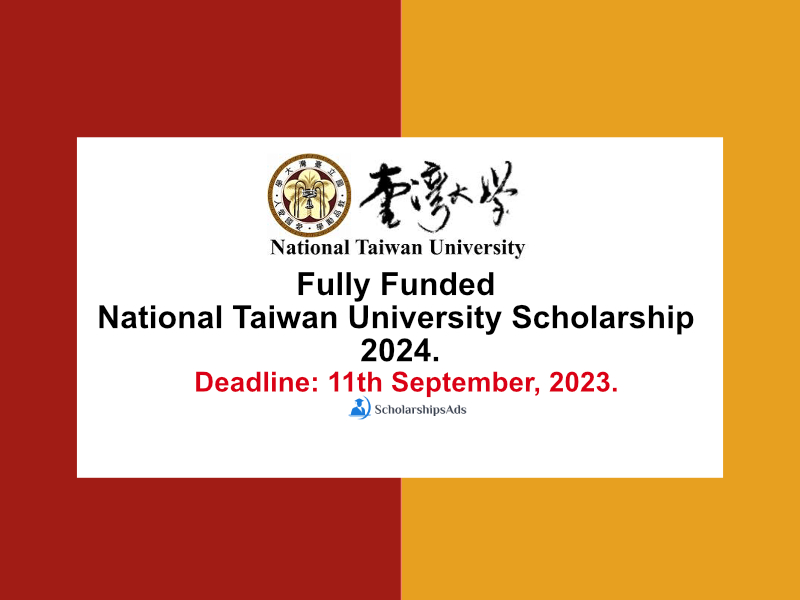 臺灣大學
National Taiwan University
Fully Funded
National Taiwan University Scholarship
2024.
Deadline: 11th September, 2023.
ScholarshipsAds